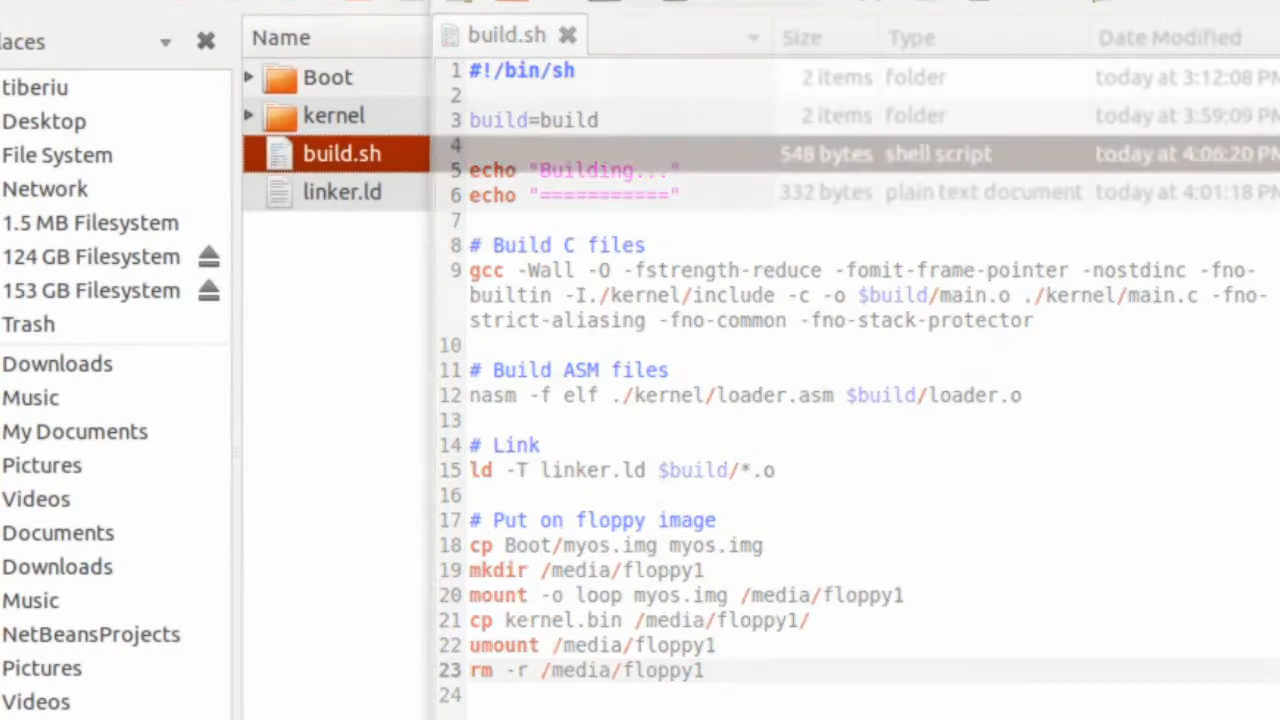 laces
tiberiu
Desktop
File System
Network
1.5 MB Filesystem
124 GB Filesystem
153 GB Filesystem
Trash
Downloads
Music
My Documents
Pictures
Videos
Documents
Downloads
Music
NetBeansProjects
Pictures
Videos
Name
Boot
kernel
build.sh
linker.ld
build.sh
1 #!/bin/sh
2
3 build=build
4
5 echo "Building..."
6 echo "==========="
7
8 # Build C files
9 gcc -Wall -O -fstrength-reduce -fomit-frame-pointer -nostdinc -fno-
builtin -I./kernel/include -c -o $build/main.o ./kernel/main.c -fno-
strict-aliasing -fno-common -fno-stack-protector
10
11 # Build ASM files
12 nasm -f elf ./kernel/loader.asm $build/loader.o
13
14 # Link
15 ld -T linker.ld $build/*.o
16
17 # Put on floppy image
18 cp Boot/myos.img myos.img
19 mkdir /media/floppy1
20 mount -o loop myos.img /media/floppy1
21 cp kernel.bin /media/floppy1/
22 umount /media/floppy1
23 rm -r /media/floppy1
24
Size Type Date Modified
2 items folder today at 3:12:08 PM
2 items folder today at 3:59:09 PM
548 bytes shell script today at 4:06:20 PM
332 bytes plain text document today at 4:01:18 PM